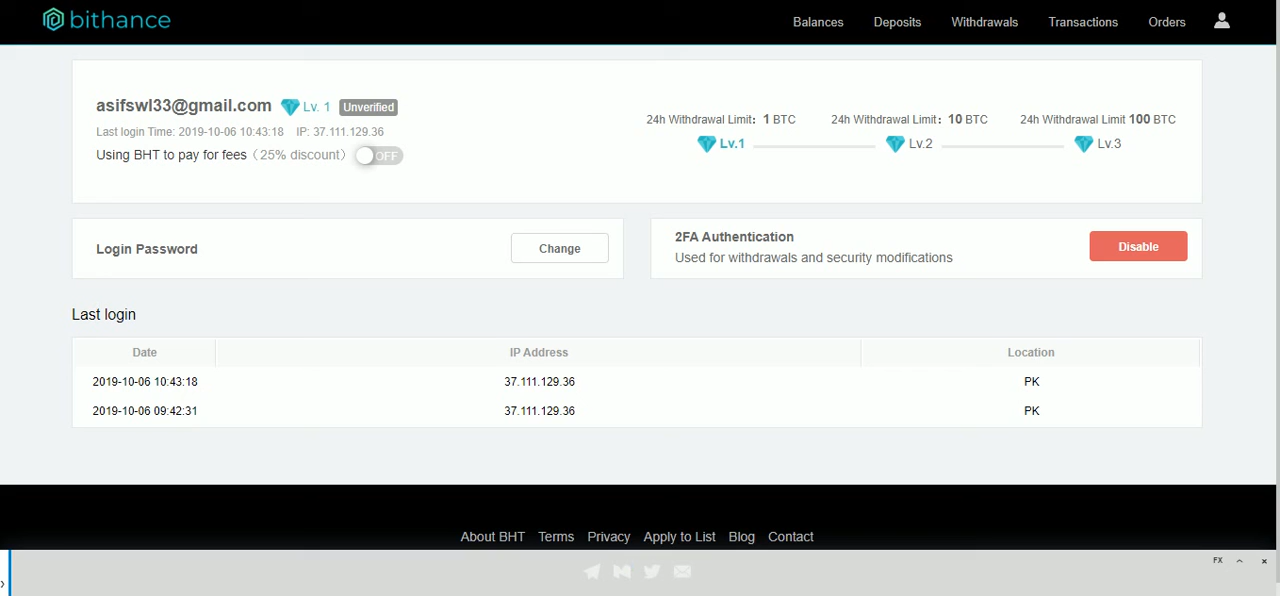 bithance
Balances Deposits Withdrawals Transactions Orders
asifswl33@gmail.com Lv. 1 Unverified
Last login Time: 2019-10-06 10:43:18 IP: 37.111.129.36
Using BHT to pay for fees（25% discount） OFF
24h Withdrawal Limit： 1 BTC 24h Withdrawal Limit： 10 BTC 24h Withdrawal Limit 100 BTC
Lv.1 Lv.2 Lv.3
Login Password Change
2FA Authentication
Used for withdrawals and security modifications
Disable
Last login
Date IP Address Location
2019-10-06 10:43:18 37.111.129.36 PK
2019-10-06 09:42:31 37.111.129.36 PK
About BHT Terms Privacy Apply to List Blog Contact
FX